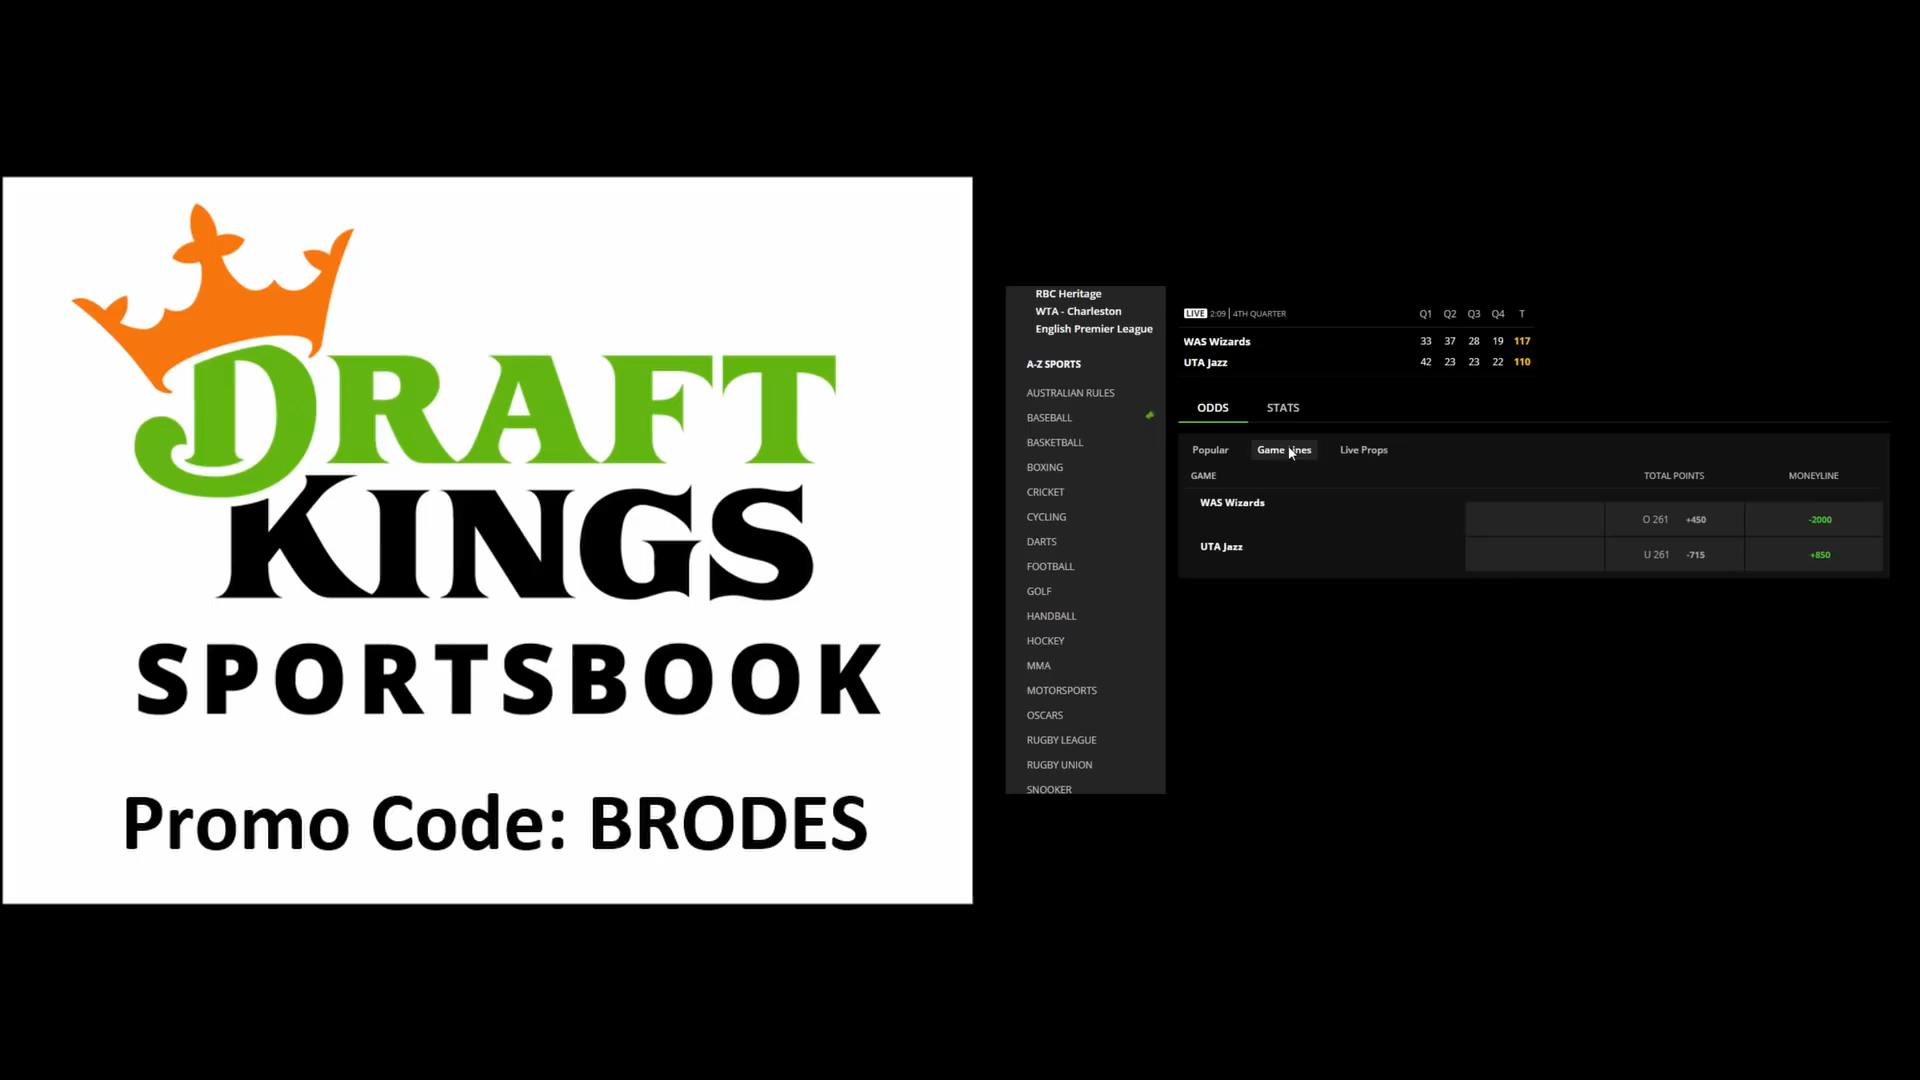 DRAFT
KINGS
SPORTSBOOK
Promo Code: BRODES
RBC Heritage
WTA - Charleston
English Premier League
A-Z SPORTS
AUSTRALIAN RULES
BASEBALL
BASKETBALL
BOXING
CRICKET
CYCLING
DARTS
FOOTBALL
GOLF
HANDBALL
HOCKEY
MMA
MOTORSPORTS
OSCARS
RUGBY LEAGUE
RUGBY UNION
SNOOKER
LIVE 2:09 | 4TH QUARTER Q1 Q2 Q3 Q4 T
WAS Wizards 33 37 28 19 117
UTA Jazz 42 23 23 22 110
ODDS STATS
Popular Game Lines Live Props
GAME TOTAL POINTS MONEYLINE
WAS Wizards
O 261 +450 -2000
UTA Jazz
U 261 -715 +850